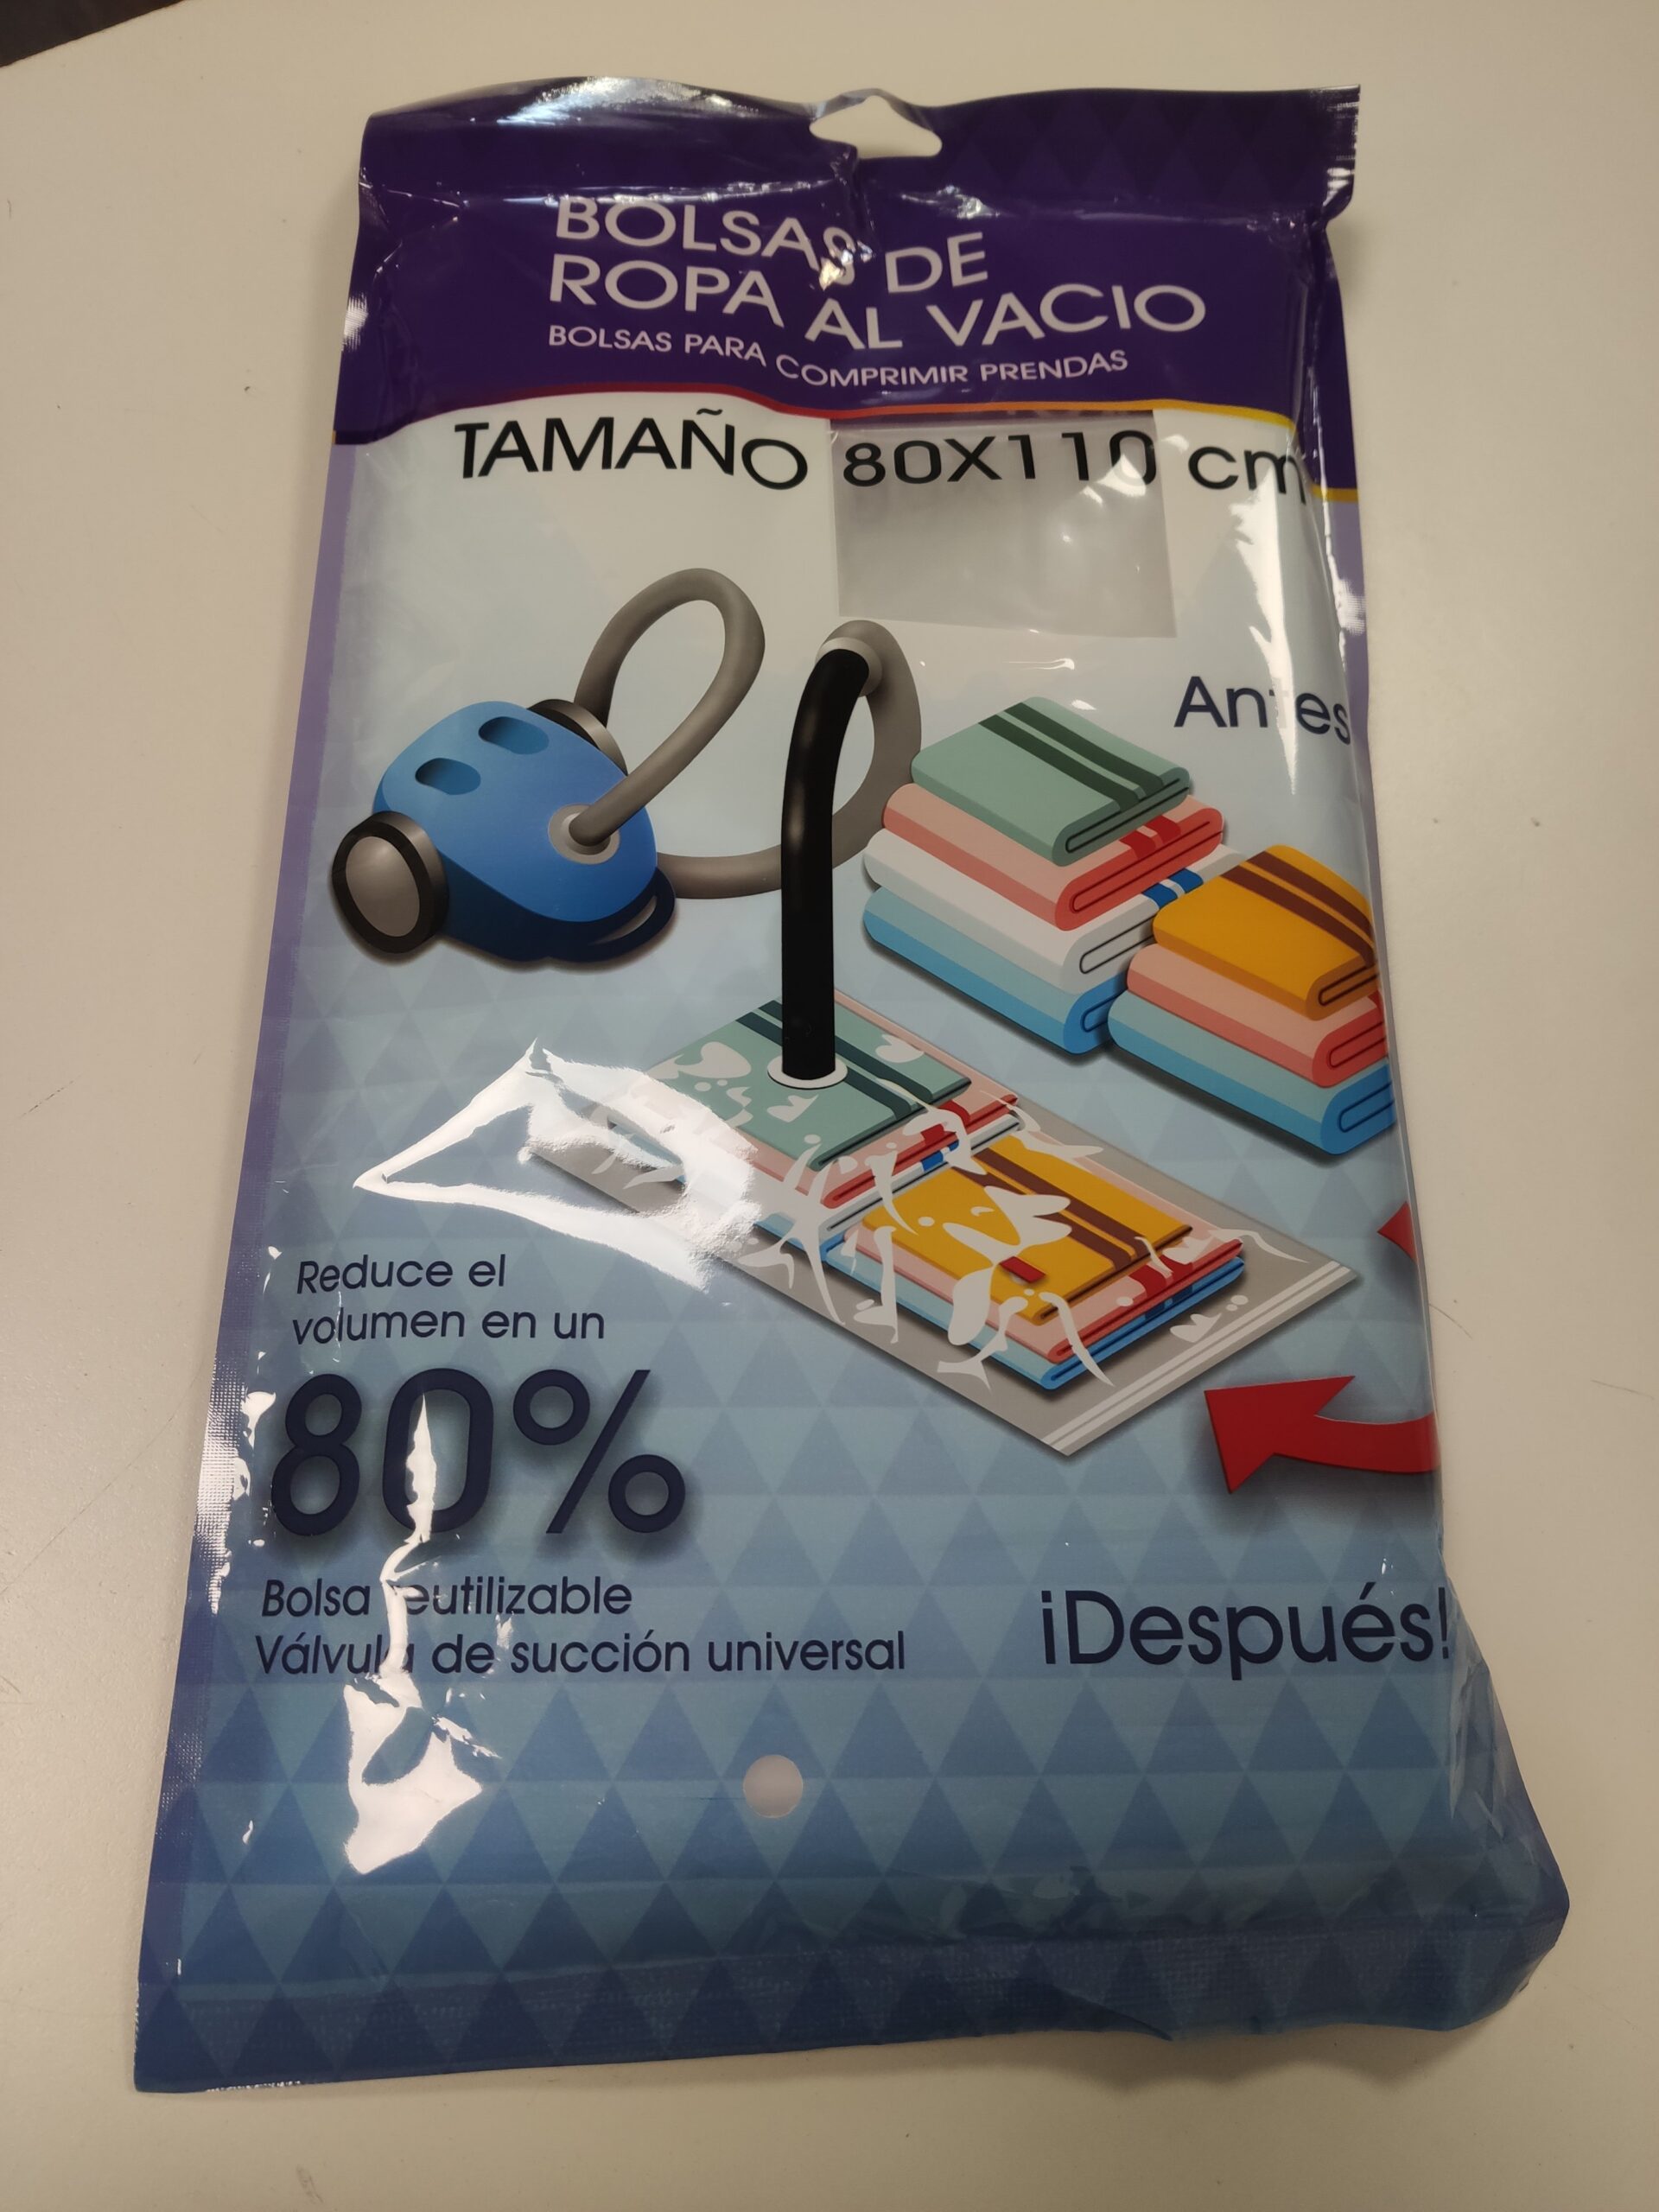 BOLSAS DE
ROPA AL VACIO
BOLSAS PARA COMPRIMIR PRENDAS
TAMAÑO 80X110 cm
Antes
Reduce el
volumen en un
80%
Bolsa reutilizable
Válvula de succión universal
¡Después!